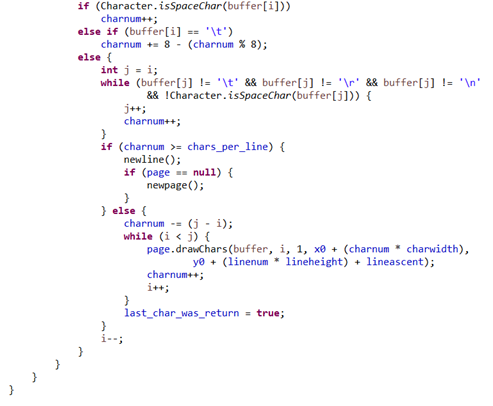 if (Character.isSpaceChar(buffer[i]))
charnum++;
else if (buffer[i] == '\t')
charnum += 8 - (charnum % 8);
else {
int j = i;
while (buffer[j] != '\t' && buffer[j] != '\r' && buffer[j] != '\n'
&& !Character.isSpaceChar(buffer[j])) {
j++;
charnum++;
}
if (charnum >= chars_per_line) {
newline();
if (page == null) {
newpage();
}
} else {
charnum -= (j - i);
while (i < j) {
page.drawChars(buffer, i, 1, x0 + (charnum * charwidth),
y0 + (linenum * lineheight) + lineascent);
charnum++;
i++;
}
last_char_was_return = true;
}
i--;
}
}
}
}